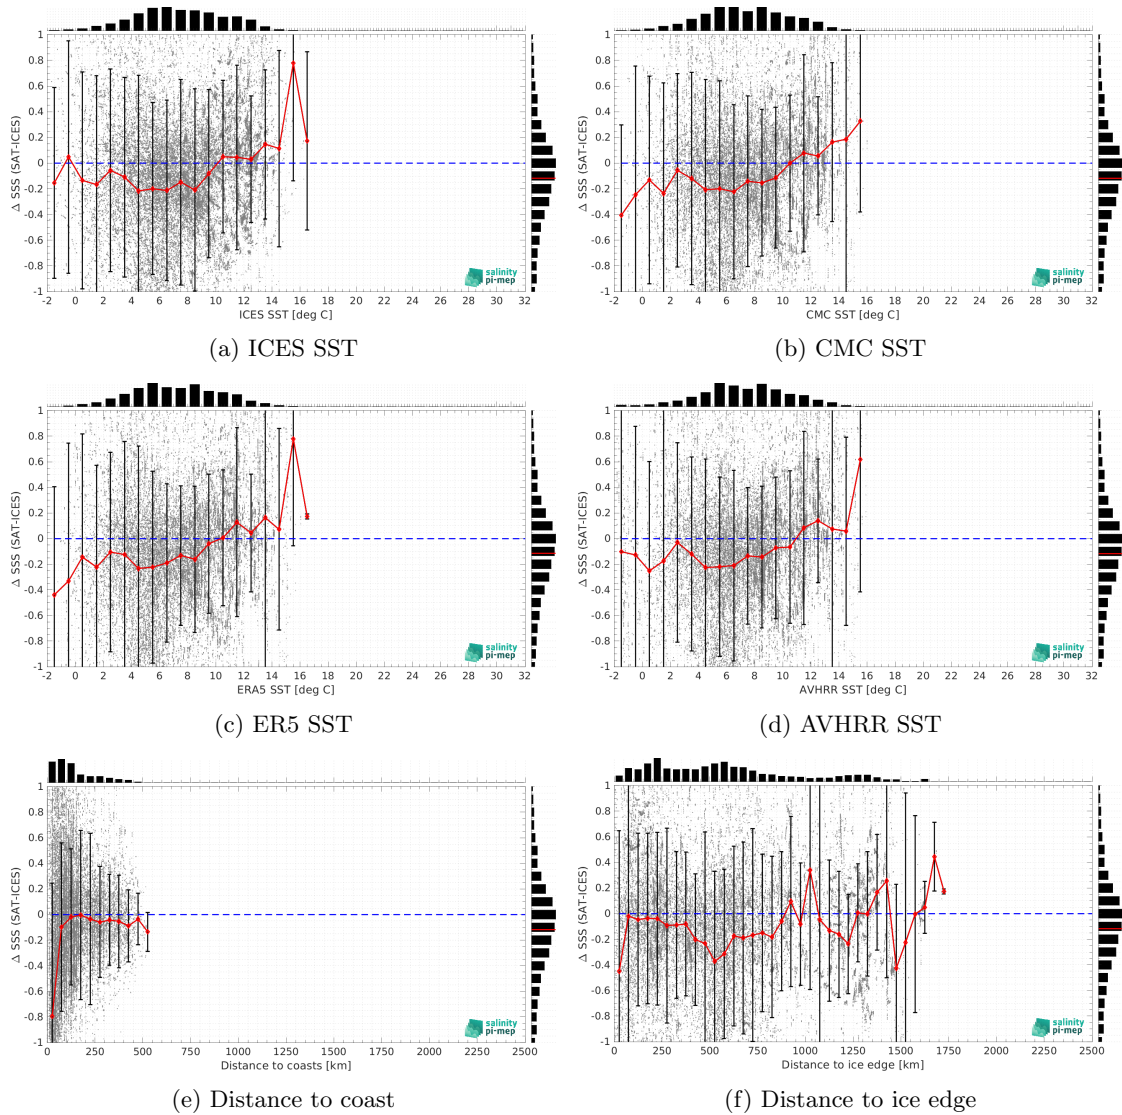 1
0.8
0.6
0.4
0.2
0
-0.2
-0.4
-0.6
-0.8
-1
Δ SSS (SAT-ICES)
salinity
pi-mep
-2 0 2 4 6 8 10 12 14 16 18 20 22 24 26 28 30 32
ICES SST [deg C]
(a) ICES SST
1
0.8
0.6
0.4
0.2
0
-0.2
-0.4
-0.6
-0.8
-1
Δ SSS (SAT-ICES)
salinity
pi-mep
-2 0 2 4 6 8 10 12 14 16 18 20 22 24 26 28 30 32
CMC SST [deg C]
(b) CMC SST
1
0.8
0.6
0.4
0.2
0
-0.2
-0.4
-0.6
-0.8
-1
Δ SSS (SAT-ICES)
salinity
pi-mep
-2 0 2 4 6 8 10 12 14 16 18 20 22 24 26 28 30 32
ERA5 SST [deg C]
(c) ER5 SST
1
0.8
0.6
0.4
0.2
0
-0.2
-0.4
-0.6
-0.8
-1
Δ SSS (SAT-ICES)
salinity
pi-mep
-2 0 2 4 6 8 10 12 14 16 18 20 22 24 26 28 30 32
AVHRR SST [deg C]
(d) AVHRR SST
1
0.8
0.6
0.4
0.2
0
-0.2
-0.4
-0.6
-0.8
-1
Δ SSS (SAT-ICES)
salinity
pi-mep
0 250 500 750 1000 1250 1500 1750 2000 2250 2500
Distance to coasts [km]
(e) Distance to coast
1
0.8
0.6
0.4
0.2
0
-0.2
-0.4
-0.6
-0.8
-1
Δ SSS (SAT-ICES)
salinity
pi-mep
0 250 500 750 1000 1250 1500 1750 2000 2250 2500
Distance to ice edge [km]
(f) Distance to ice edge